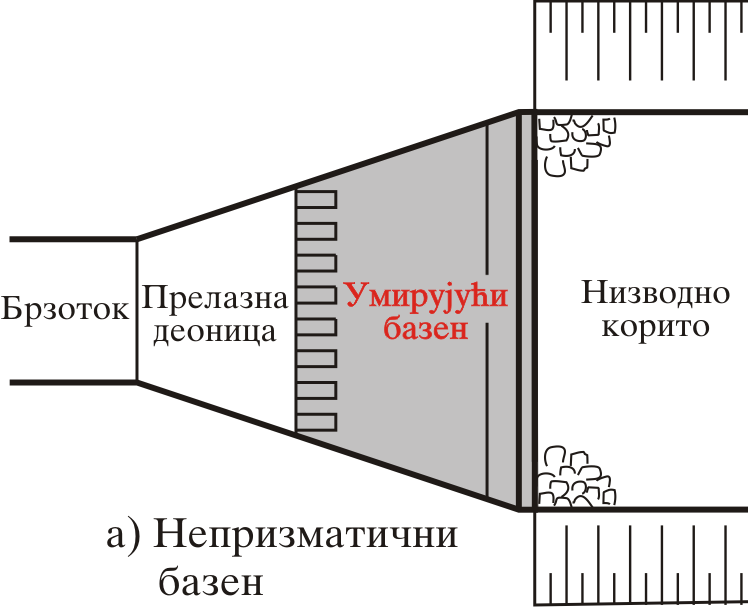 Брзоток
Прелазна
деоница
Умирујући
базен
Низводно
корито
а) Непризматични
базен